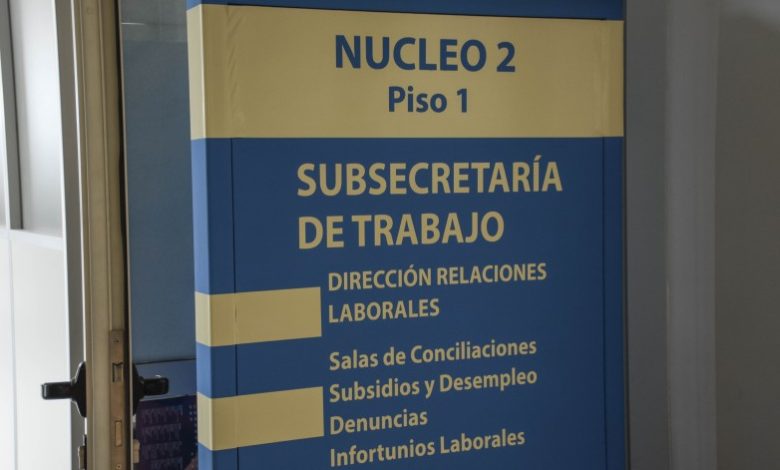 NUCLEO 2
Piso 1
SUBSECRETARÍA
DE TRABAJO
DIRECCIÓN RELACIONES
LABORALES
Salas de Conciliaciones
Subsidios y Desempleo
Denuncias
Infortunios Laborales